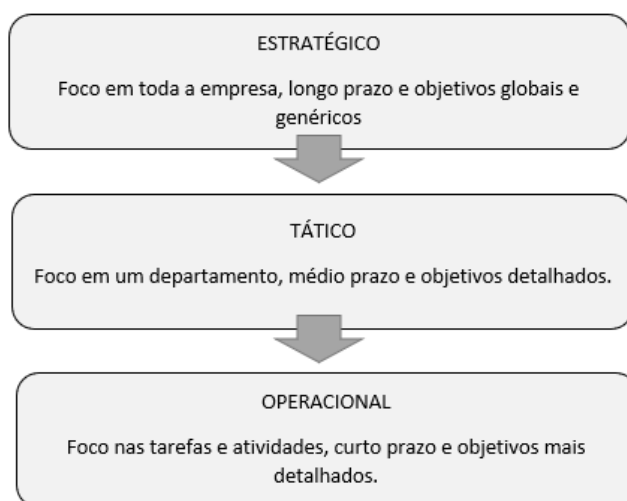 ESTRATÉGICO
Foco em toda a empresa, longo prazo e objetivos globais e
genéricos
TÁTICO
Foco em um departamento, médio prazo e objetivos detalhados.
OPERACIONAL
Foco nas tarefas e atividades, curto prazo e objetivos mais
detalhados.